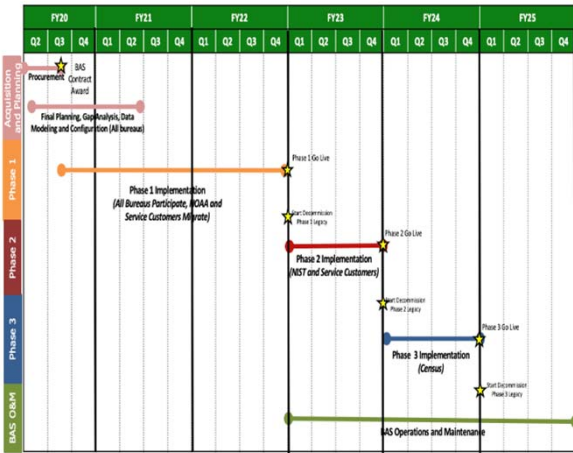 FY20 FY21 FY22 FY23 FY24 FY25
Q2 Q3 Q4 Q1 Q2 Q3 Q4 Q1 Q2 Q3 Q4 Q1 Q2 Q3 Q4 Q1 Q2 Q3 Q4 Q1 Q2 Q3 Q4
Acquisition
and Planning
Procurement
BAS
Contract
Award
Final Planning, Gap Analysis, Data
Modeling and Configuration (All bureaus)
Phase 1
Phase 1 Go Live
Phase 1 Implementation
(All Bureaus Participate, NOAA and
Service Customers Migrate)
Start Decommission
Phase 1 Legacy
Phase 2
Phase 2 Go Live
Phase 2 Implementation
(NIST and Service Customers)
Start Decommission
Phase 2 Legacy
Phase 3
Phase 3 Go Live
Phase 3 Implementation
(Census)
Start Decommission
Phase 3 Legacy
BAS O&M
BAS Operations and Maintenance